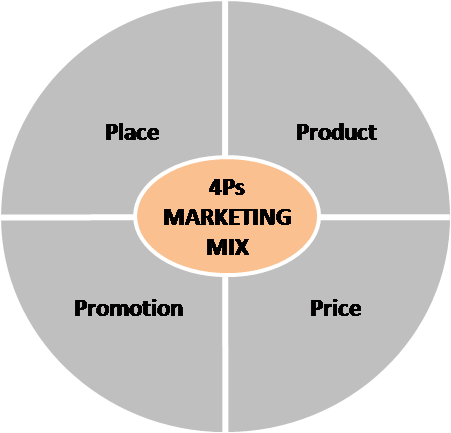 Place
Product
4Ps
MARKETING
MIX
Promotion
Price